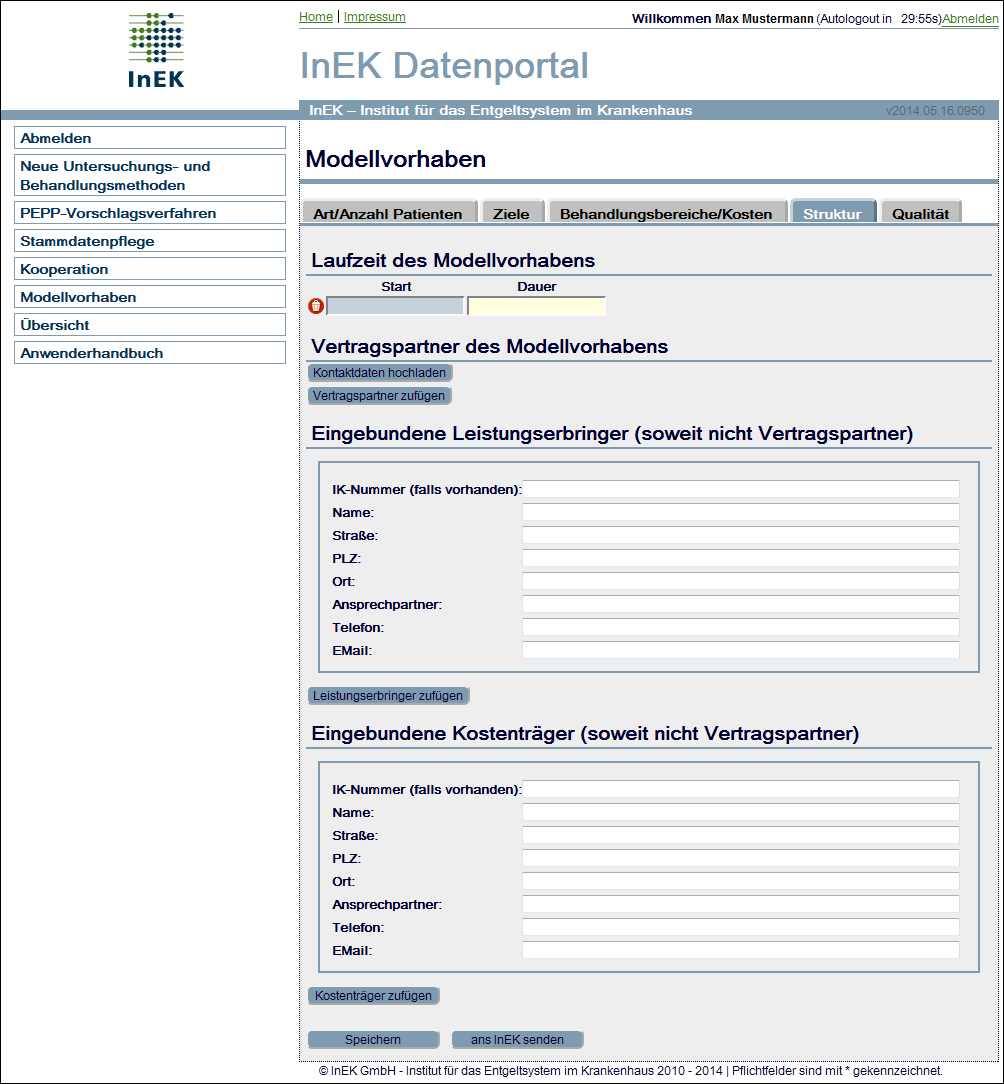 InEK
Home | Impressum
Willkommen Max Mustermann (Autologout in 29:55s)Abmelden
InEK Datenportal
InEK – Institut für das Entgeltsystem im Krankenhaus v2014.05.16.0950
Abmelden
Neue Untersuchungs- und
Behandlungsmethoden
PEPP-Vorschlagsverfahren
Stammdatenpflege
Kooperation
Modellvorhaben
Übersicht
Anwenderhandbuch
Modellvorhaben
Art/Anzahl Patienten Ziele Behandlungsbereiche/Kosten Struktur Qualität
Laufzeit des Modellvorhabens
Start Dauer
Vertragspartner des Modellvorhabens
Kontaktdaten hochladen
Vertragspartner zufügen
Eingebundene Leistungserbringer (soweit nicht Vertragspartner)
IK-Nummer (falls vorhanden):
Name:
Straße:
PLZ:
Ort:
Ansprechpartner:
Telefon:
EMail:
Leistungserbringer zufügen
Eingebundene Kostenträger (soweit nicht Vertragspartner)
IK-Nummer (falls vorhanden):
Name:
Straße:
PLZ:
Ort:
Ansprechpartner:
Telefon:
EMail:
Kostenträger zufügen
Speichern ans InEK senden
© InEK GmbH - Institut für das Entgeltsystem im Krankenhaus 2010 - 2014 | Pflichtfelder sind mit * gekennzeichnet.